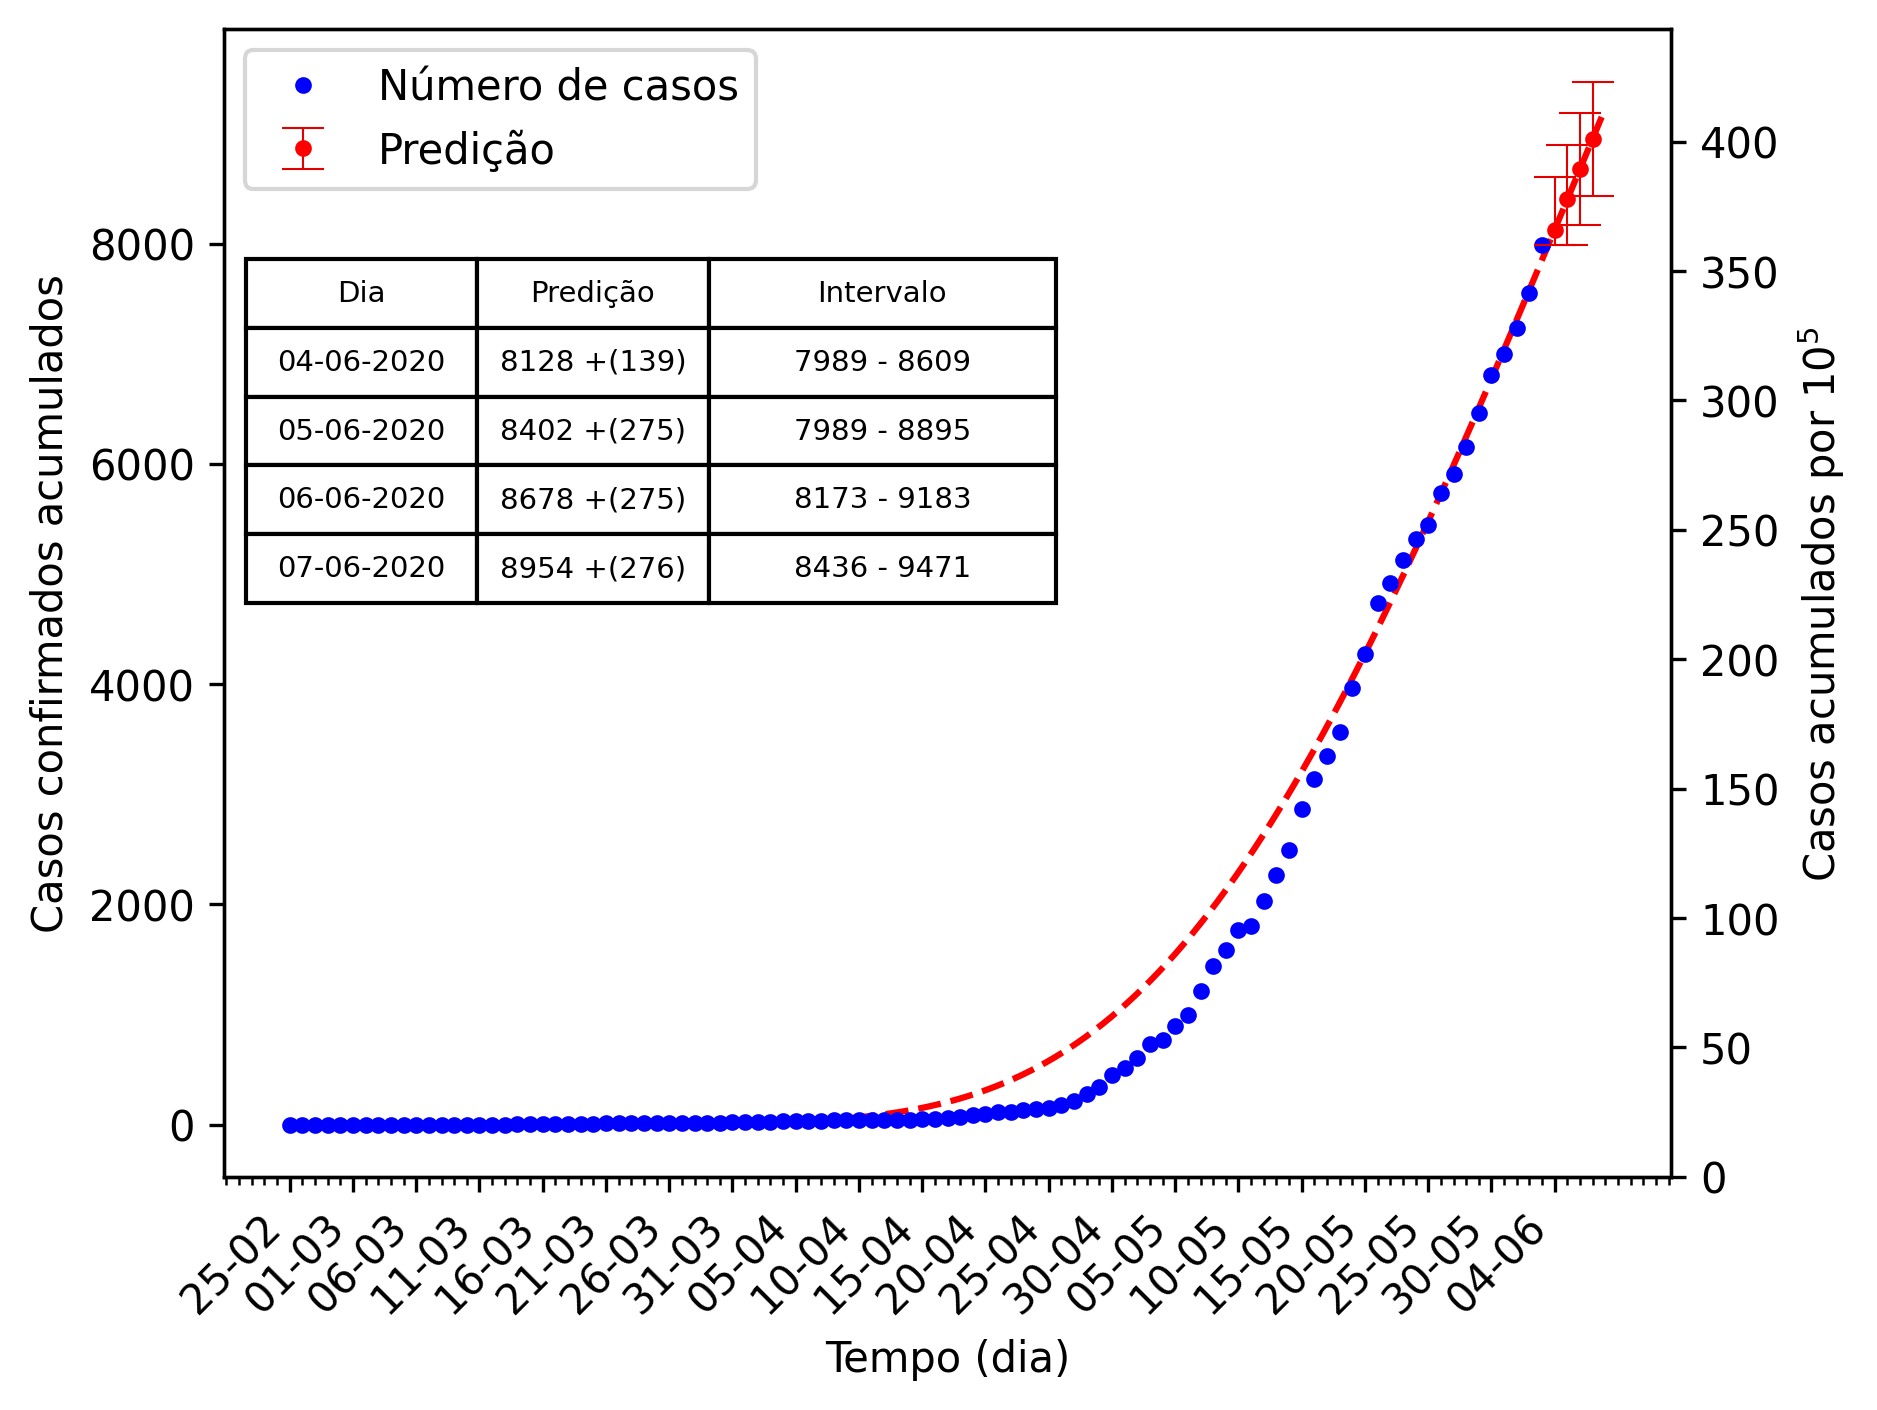 Número de casos
Predição
Dia Predição Intervalo
04-06-2020 8128 +(139) 7989 - 8609
05-06-2020 8402 +(275) 7989 - 8895
06-06-2020 8678 +(275) 8173 - 9183
07-06-2020 8954 +(276) 8436 - 9471
Casos confirmados acumulados
8000
6000
4000
2000
0
400
350
300
250
200
150
100
50
0
Casos acumulados por 10⁵
25-02 01-03 06-03 11-03 16-03 21-03 26-03 31-03 05-04 10-04 15-04 20-04 25-04 30-04 05-05 10-05 15-05 20-05 25-05 30-05 04-06
Tempo (dia)